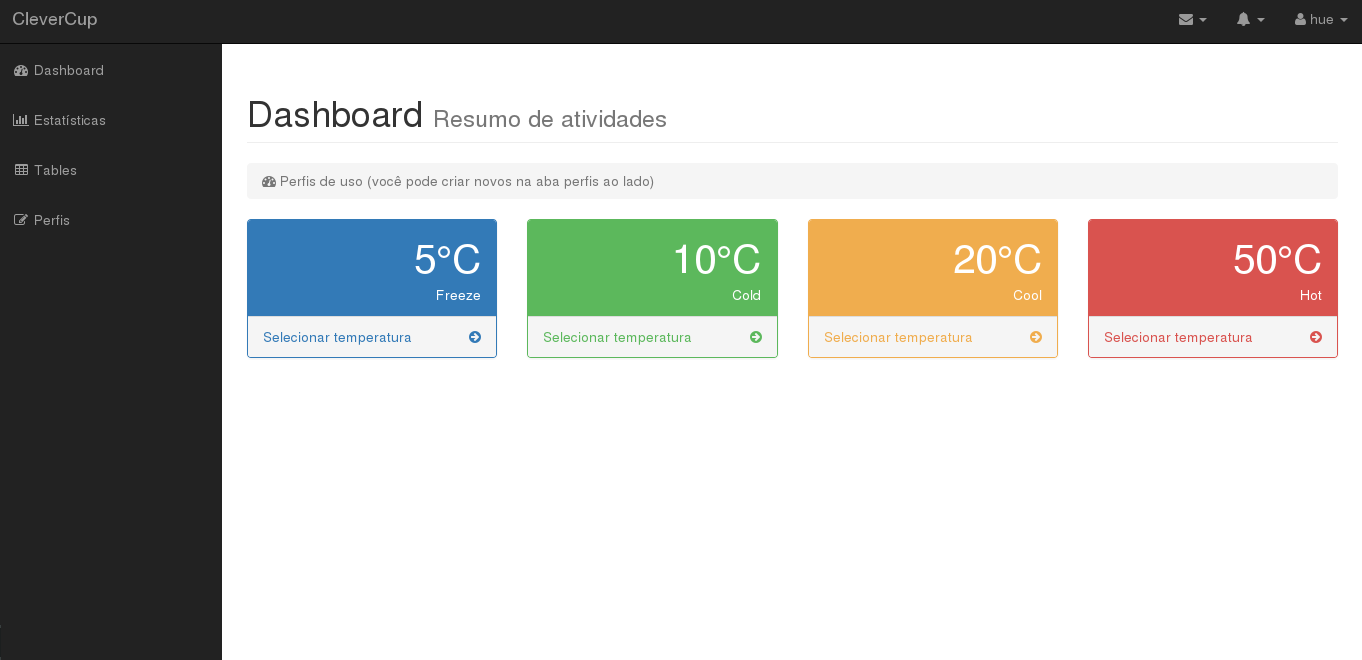 CleverCup
hue
Dashboard
Estatísticas
Tables
Perfis
Dashboard Resumo de atividades
Perfis de uso (você pode criar novos na aba perfis ao lado)
5°C
Freeze
Selecionar temperatura
10°C
Cold
Selecionar temperatura
20°C
Cool
Selecionar temperatura
50°C
Hot
Selecionar temperatura